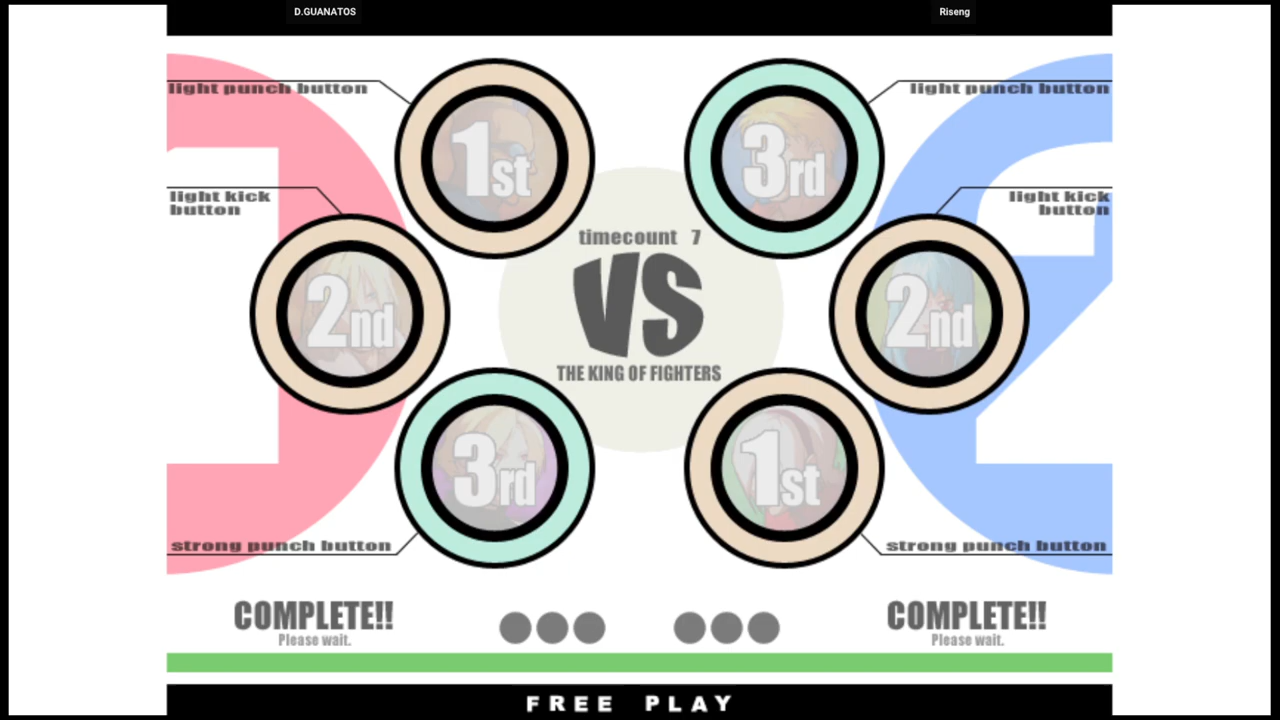 D.GUANATOS
Riseng
light punch button
light punch button
1st
3rd
light kick
button
light kick
button
timecount 7
VS
THE KING OF FIGHTERS
2nd
2nd
3rd
1st
strong punch button
strong punch button
COMPLETE!!
Please wait.
COMPLETE!!
Please wait.
FREE PLAY